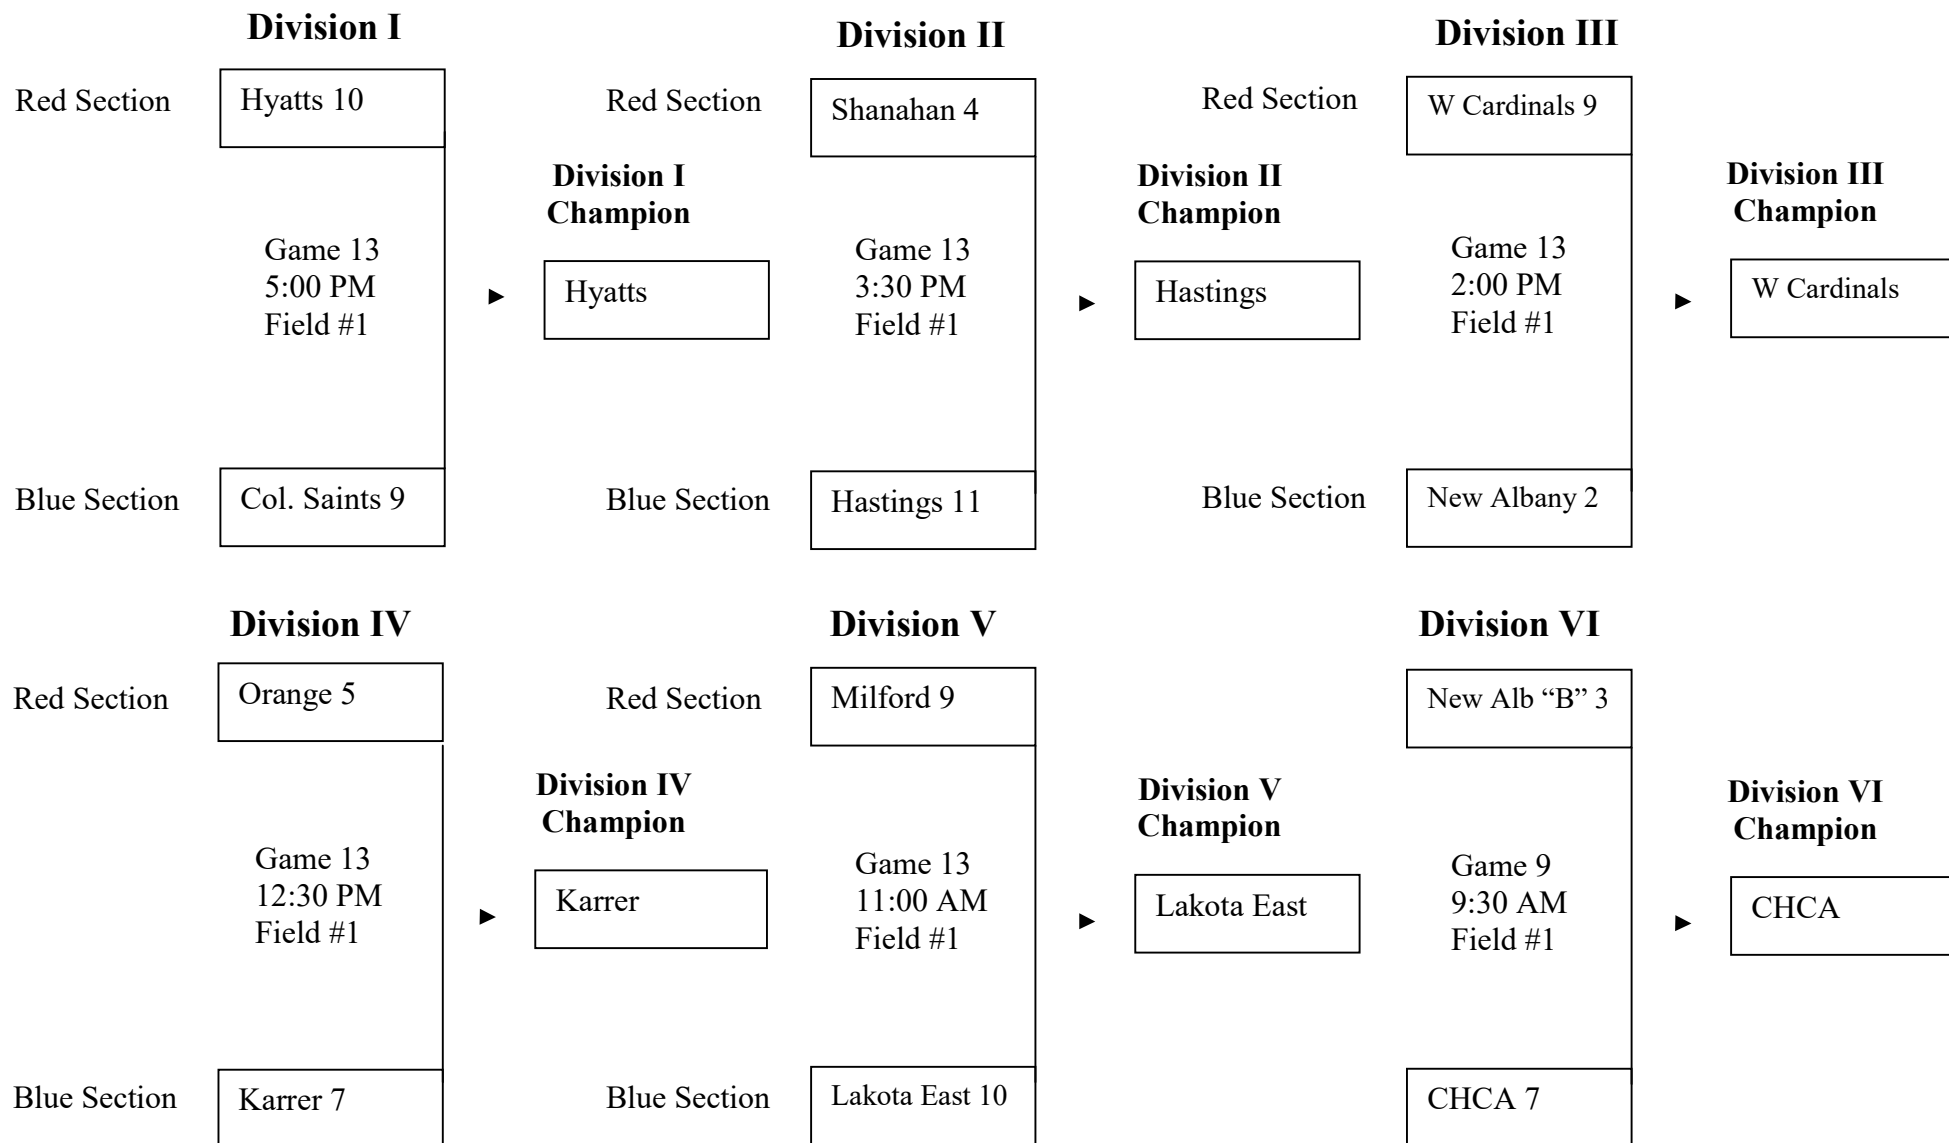 Division I
Red Section
Hyatts 10
Division I
Champion
Game 13
5:00 PM
Field #1
►
Hyatts
Blue Section
Col. Saints 9
Division II
Red Section
Shanahan 4
Division II
Champion
Game 13
3:30 PM
Field #1
►
Hastings
Blue Section
Hastings 11
Division III
Red Section
W Cardinals 9
Division III
Champion
Game 13
2:00 PM
Field #1
►
W Cardinals
Blue Section
New Albany 2
Division IV
Red Section
Orange 5
Division IV
Champion
Game 13
12:30 PM
Field #1
►
Karrer
Blue Section
Karrer 7
Division V
Red Section
Milford 9
Division V
Champion
Game 13
11:00 AM
Field #1
►
Lakota East
Blue Section
Lakota East 10
Division VI
New Alb “B” 3
Division VI
Champion
Game 9
9:30 AM
Field #1
►
CHCA
CHCA 7